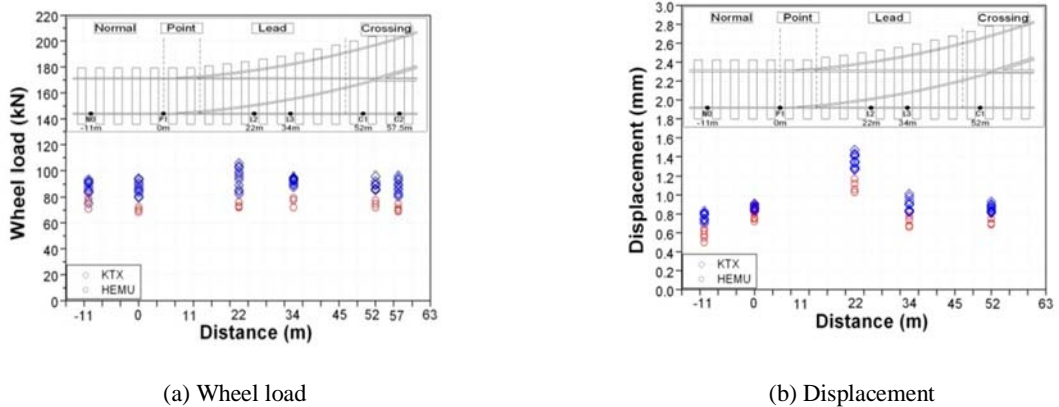 Normal Point Lead Crossing
N0 P1 L2 L3 C1 C2
-11m 0m 22m 34m 52m 57.5m
220
200
180
160
140
120
100
80
60
40
20
0
Wheel load (kN)
KTX
HEMU
-11 0 11 22 34 45 52 57 63
Distance (m)
(a) Wheel load
Normal Point Lead Crossing
P1 L2 L3 C1
-11m 0m 22m 34m 52m
3.0
2.8
2.6
2.4
2.2
2.0
1.8
1.6
1.4
1.2
1.0
0.8
0.6
0.4
0.2
0.0
Displacement (mm)
KTX
HEMU
-11 0 11 22 34 45 52 63
Distance (m)
(b) Displacement